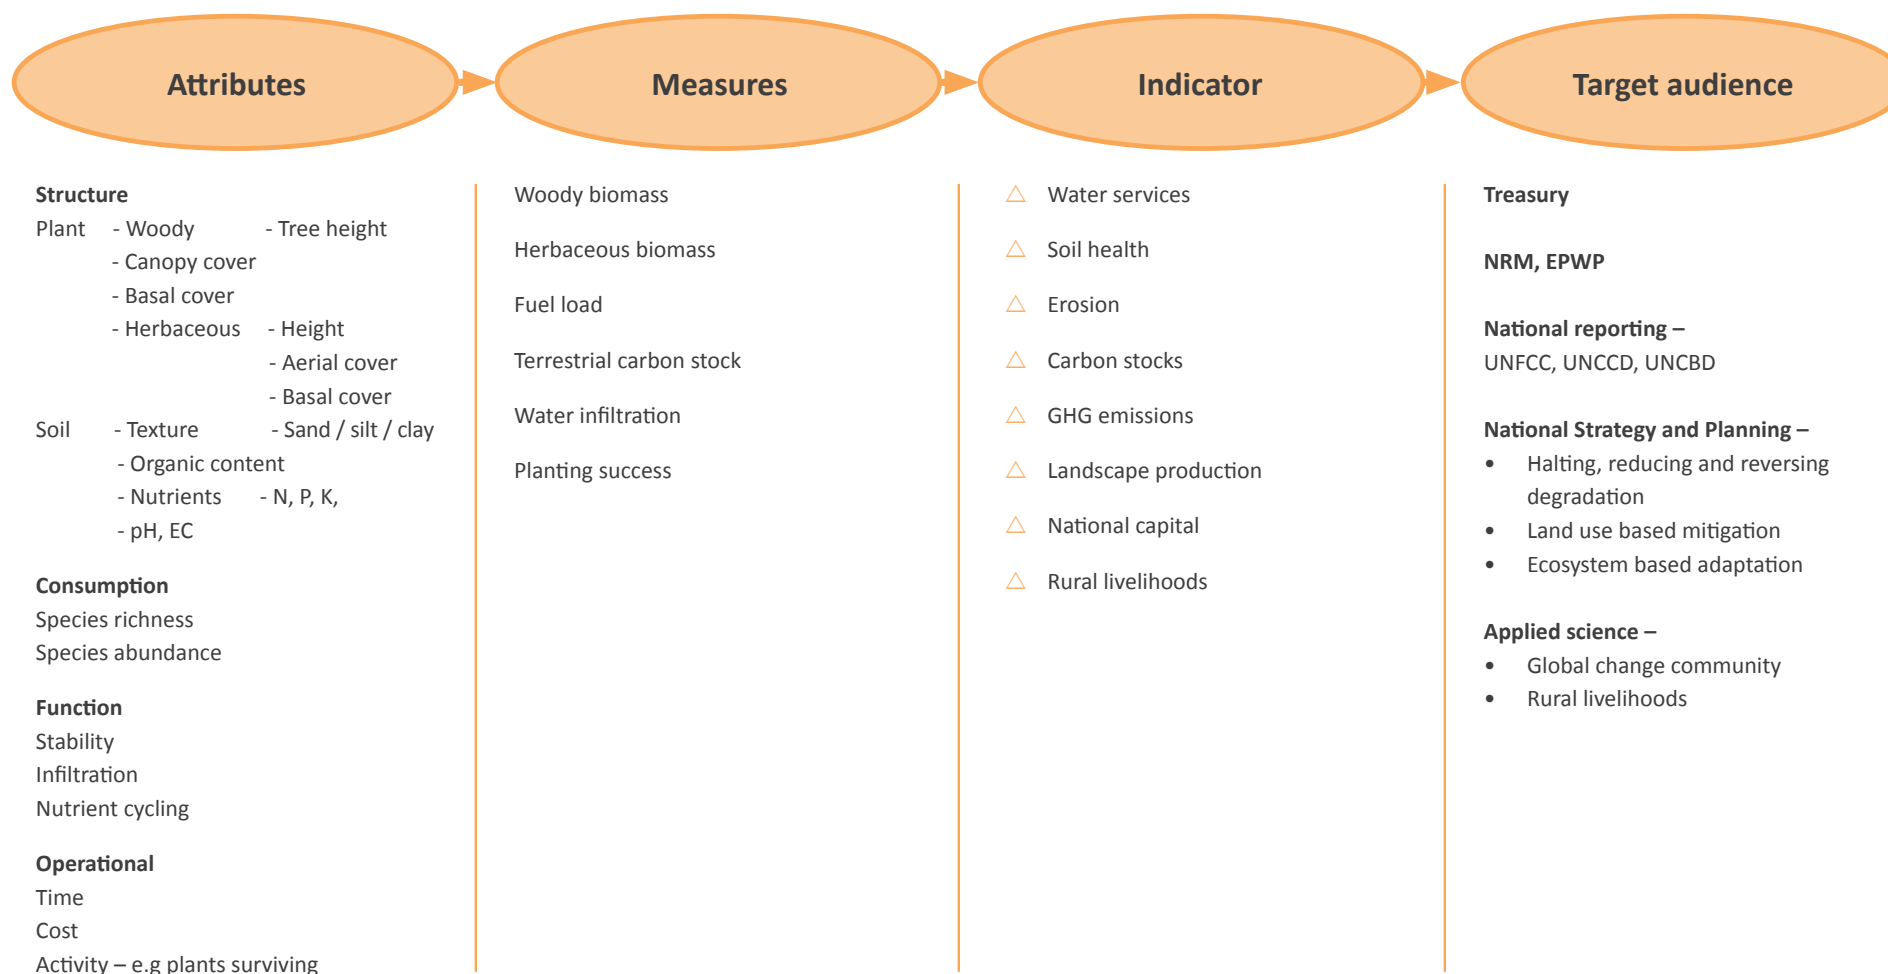 Attributes
Measures
Indicator
Target audience
Structure
Plant - Woody - Tree height
- Canopy cover
- Basal cover
- Herbaceous - Height
- Aerial cover
- Basal cover
Soil - Texture - Sand / silt / clay
- Organic content
- Nutrients - N, P, K,
- pH, EC
Consumption
Species richness
Species abundance
Function
Stability
Infiltration
Nutrient cycling
Operational
Time
Cost
Activity – e.g plants surviving
Woody biomass
Herbaceous biomass
Fuel load
Terrestrial carbon stock
Water infiltration
Planting success
△ Water services
△ Soil health
△ Erosion
△ Carbon stocks
△ GHG emissions
△ Landscape production
△ National capital
△ Rural livelihoods
Treasury
NRM, EPWP
National reporting –
UNFCC, UNCCD, UNCBD
National Strategy and Planning –
• Halting, reducing and reversing
degradation
• Land use based mitigation
• Ecosystem based adaptation
Applied science –
• Global change community
• Rural livelihoods